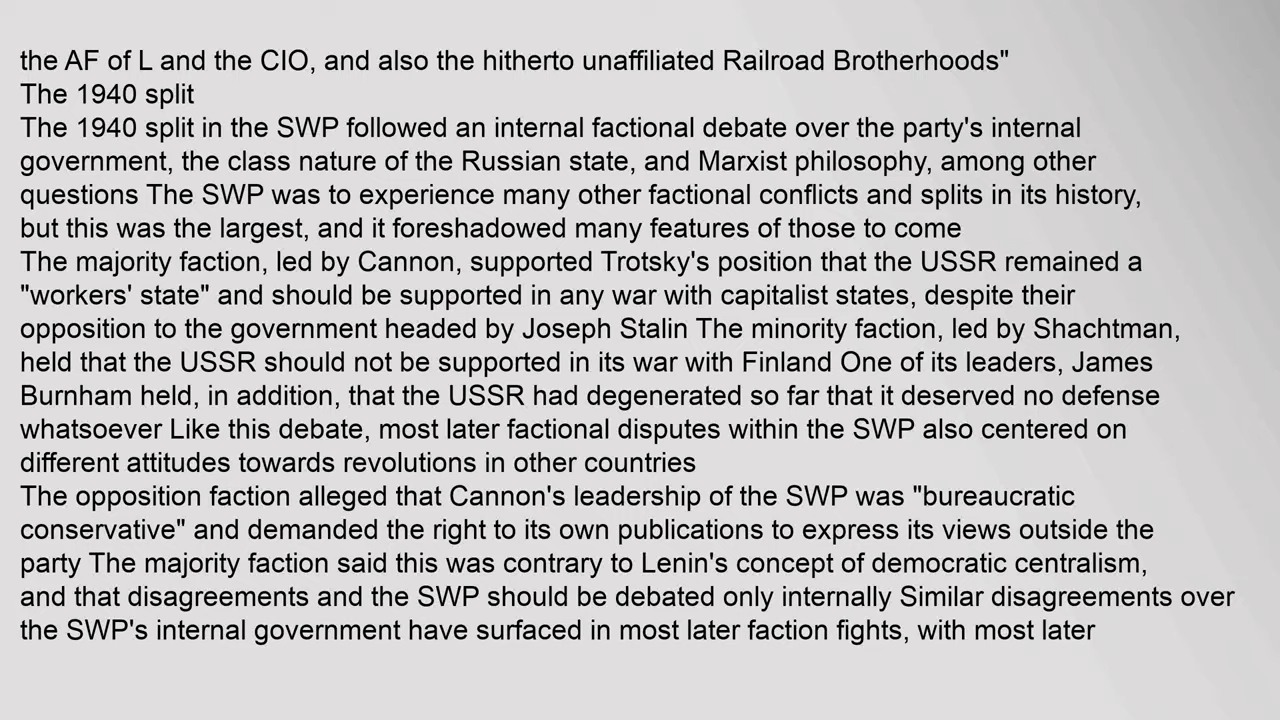 the AF of L and the CIO, and also the hitherto unaffiliated Railroad Brotherhoods"
The 1940 split
The 1940 split in the SWP followed an internal factional debate over the party's internal
government, the class nature of the Russian state, and Marxist philosophy, among other
questions The SWP was to experience many other factional conflicts and splits in its history,
but this was the largest, and it foreshadowed many features of those to come
The majority faction, led by Cannon, supported Trotsky's position that the USSR remained a
"workers' state" and should be supported in any war with capitalist states, despite their
opposition to the government headed by Joseph Stalin The minority faction, led by Shachtman,
held that the USSR should not be supported in its war with Finland One of its leaders, James
Burnham held, in addition, that the USSR had degenerated so far that it deserved no defense
whatsoever Like this debate, most later factional disputes within the SWP also centered on
different attitudes towards revolutions in other countries
The opposition faction alleged that Cannon's leadership of the SWP was "bureaucratic
conservative" and demanded the right to its own publications to express its views outside the
party The majority faction said this was contrary to Lenin's concept of democratic centralism,
and that disagreements and the SWP should be debated only internally Similar disagreements over
the SWP's internal government have surfaced in most later faction fights, with most later